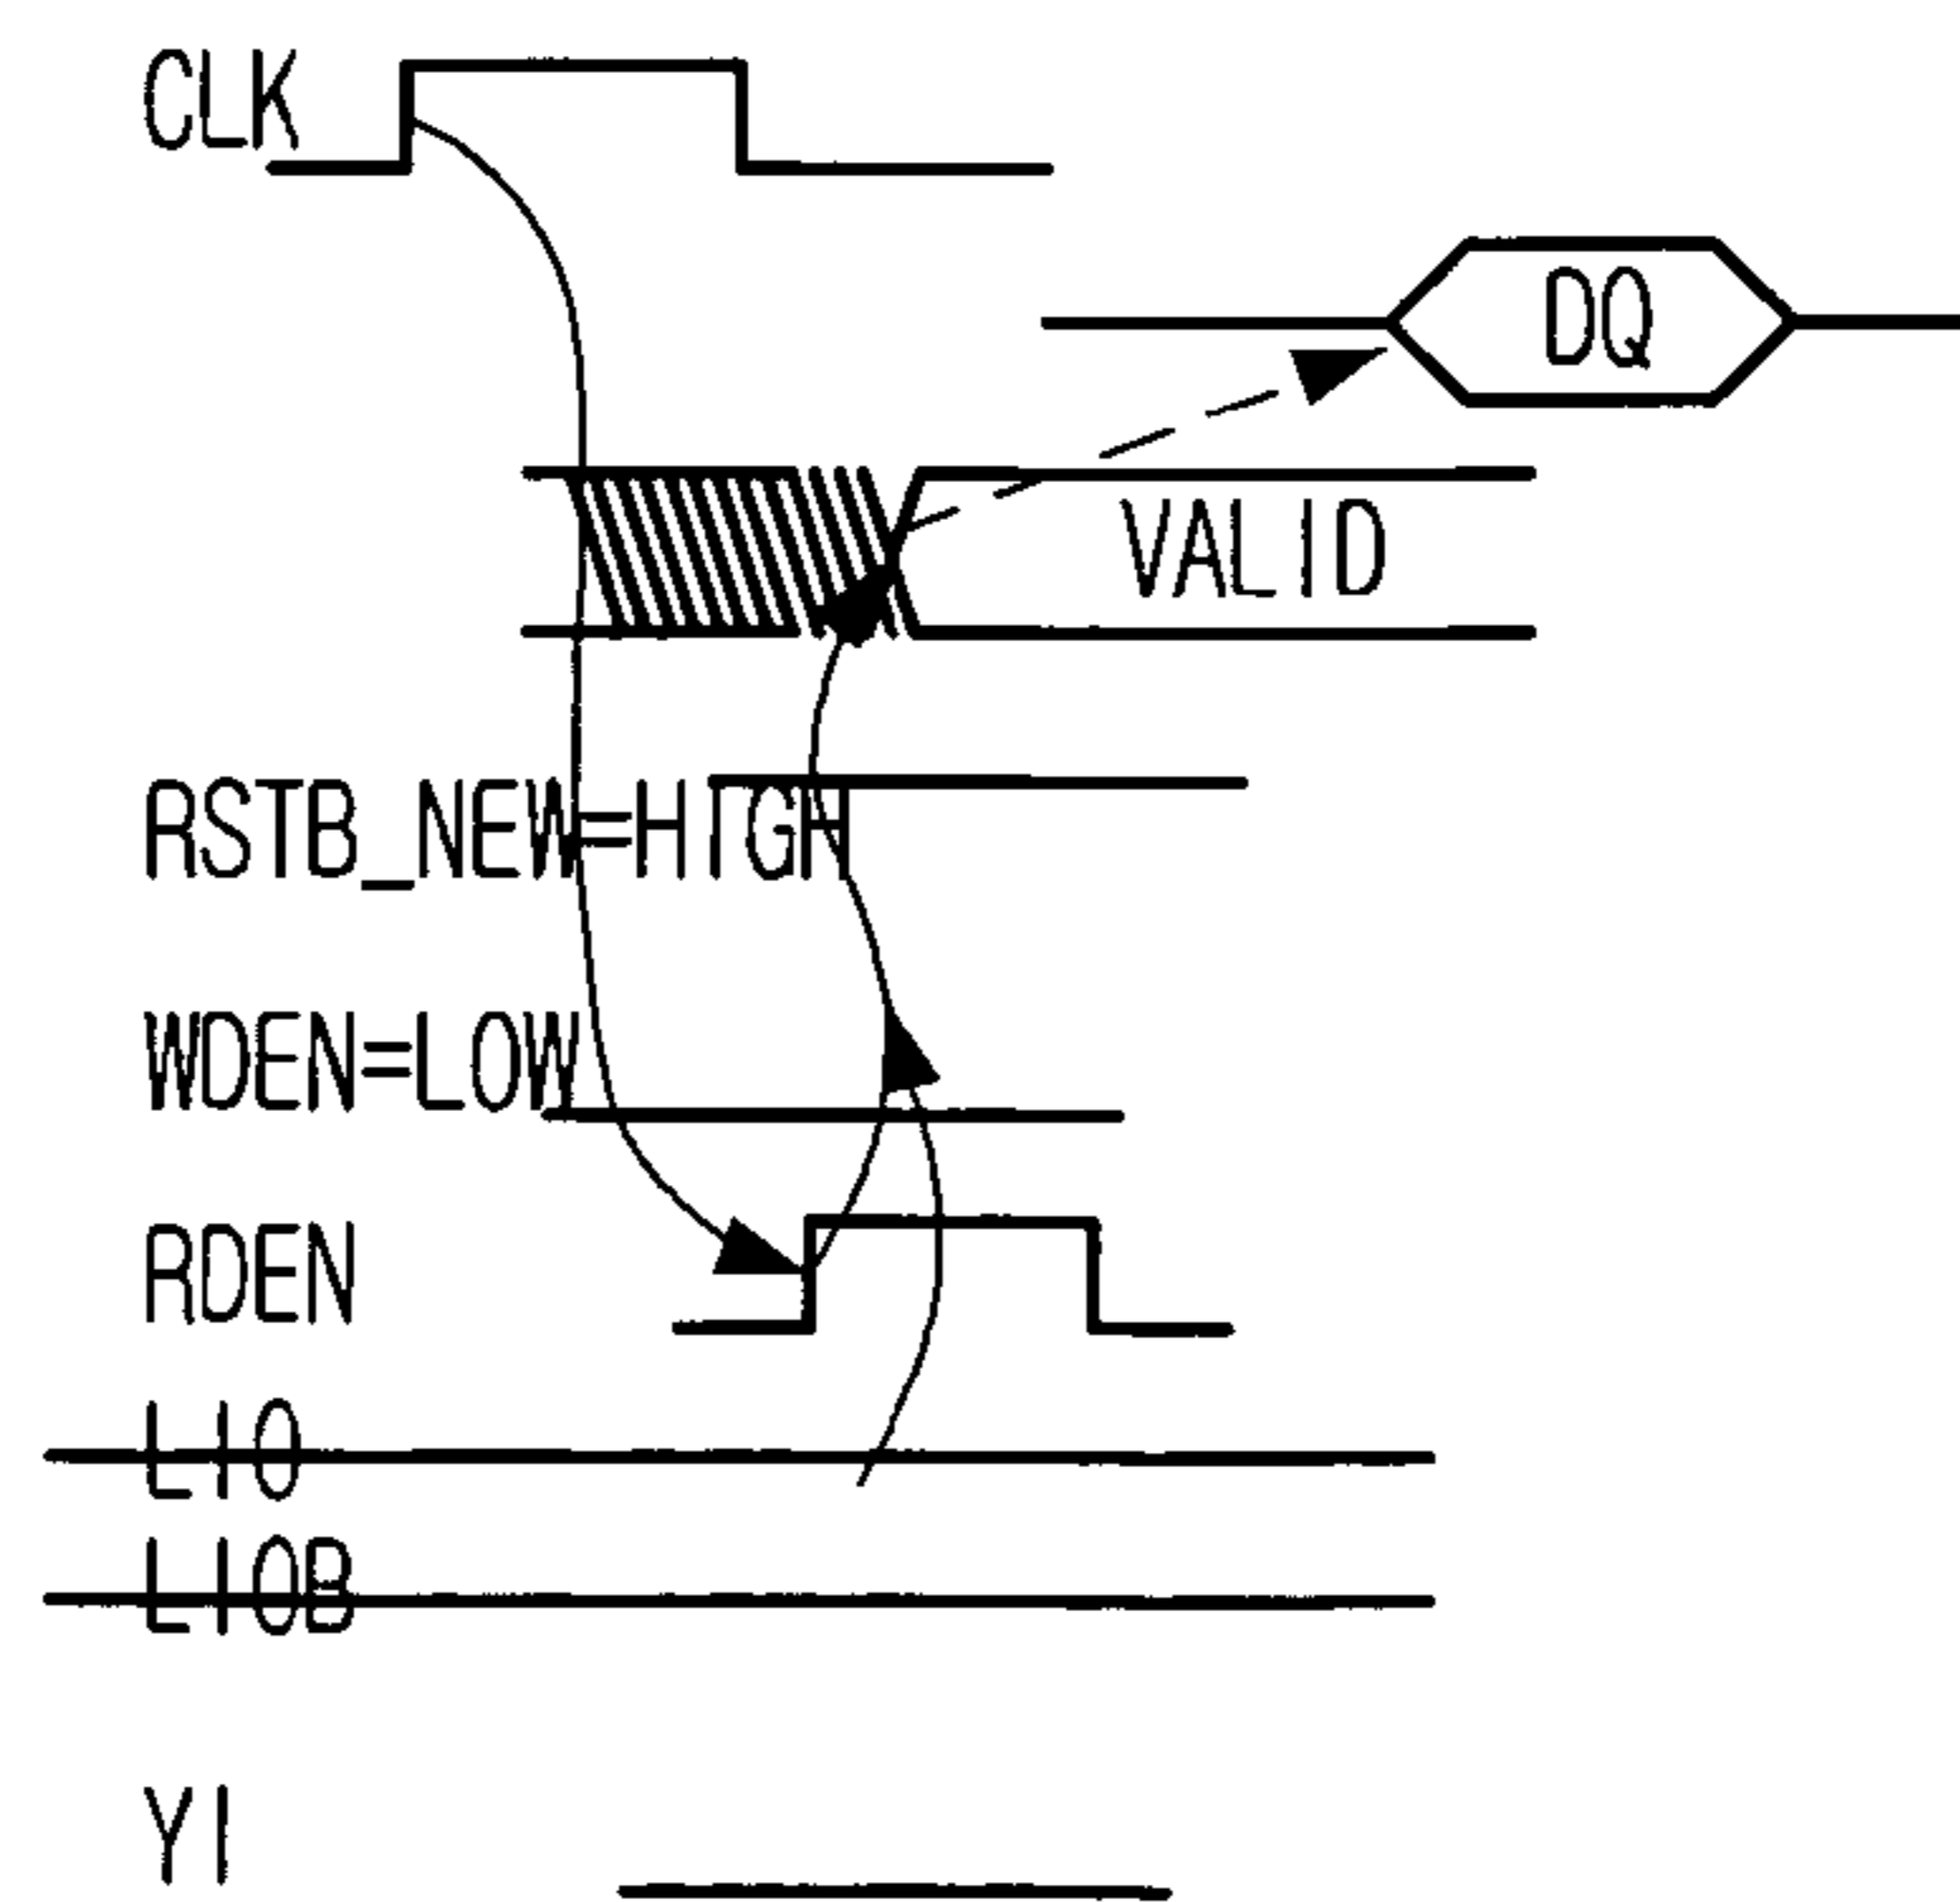 CLK
DQ
VALID
RSTB_NEW=HIGH
WDEN=LOW
RDEN
LIO
LIOB
YI